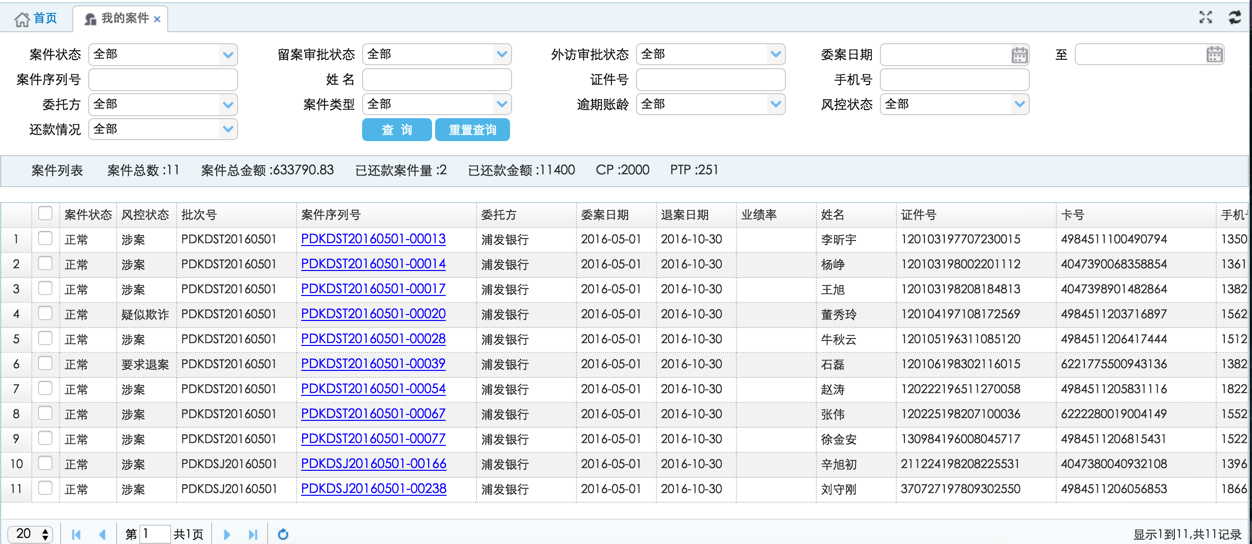 首页 我的案件 ×
案件状态 全部 留案审批状态 全部 外访审批状态 全部 委案日期 至
案件序列号 姓 名 证件号 手机号
委托方 全部 案件类型 全部 逾期账龄 全部 风控状态 全部
还款情况 全部 查 询 重置查询
案件列表 案件总数 :11 案件总金额 :633790.83 已还款案件量 :2 已还款金额 :11400 CP :2000 PTP :251
案件状态 风控状态 批次号 案件序列号 委托方 委案日期 退案日期 业绩率 姓名 证件号 卡号 手机
1 正常 涉案 PDKDST20160501 PDKDST20160501-00013 浦发银行 2016-05-01 2016-10-30 李昕宇 120103197707230015 4984511100490794 1350
2 正常 涉案 PDKDST20160501 PDKDST20160501-00014 浦发银行 2016-05-01 2016-10-30 杨峥 120103198002201112 4047390068358854 1361
3 正常 涉案 PDKDST20160501 PDKDST20160501-00017 浦发银行 2016-05-01 2016-10-30 王旭 120103198208184813 4047398901482864 1382
4 正常 疑似欺诈 PDKDST20160501 PDKDST20160501-00020 浦发银行 2016-05-01 2016-10-30 董秀玲 120104197108172569 4984511203716897 1562
5 正常 涉案 PDKDST20160501 PDKDST20160501-00028 浦发银行 2016-05-01 2016-10-30 牛秋云 120105196311085120 4984511206417444 1512
6 正常 要求退案 PDKDST20160501 PDKDST20160501-00039 浦发银行 2016-05-01 2016-10-30 石磊 120106198302116015 6221775500943136 1382
7 正常 涉案 PDKDST20160501 PDKDST20160501-00054 浦发银行 2016-05-01 2016-10-30 赵涛 120222196511270058 4984511205831116 1822
8 正常 涉案 PDKDST20160501 PDKDST20160501-00067 浦发银行 2016-05-01 2016-10-30 张伟 120225198207100036 6222280019004149 1552
9 正常 涉案 PDKDST20160501 PDKDST20160501-00077 浦发银行 2016-05-01 2016-10-30 徐金安 130984196008045717 4984511206815431 1522
10 正常 涉案 PDKDSJ20160501 PDKDSJ20160501-00166 浦发银行 2016-05-01 2016-10-30 辛旭初 211224198208225531 4047380040932108 1396
11 正常 涉案 PDKDSJ20160501 PDKDSJ20160501-00238 浦发银行 2016-05-01 2016-10-30 刘守刚 370727197809302550 4984511206056853 1866
20 第 1 共1页 显示1到11,共11记录